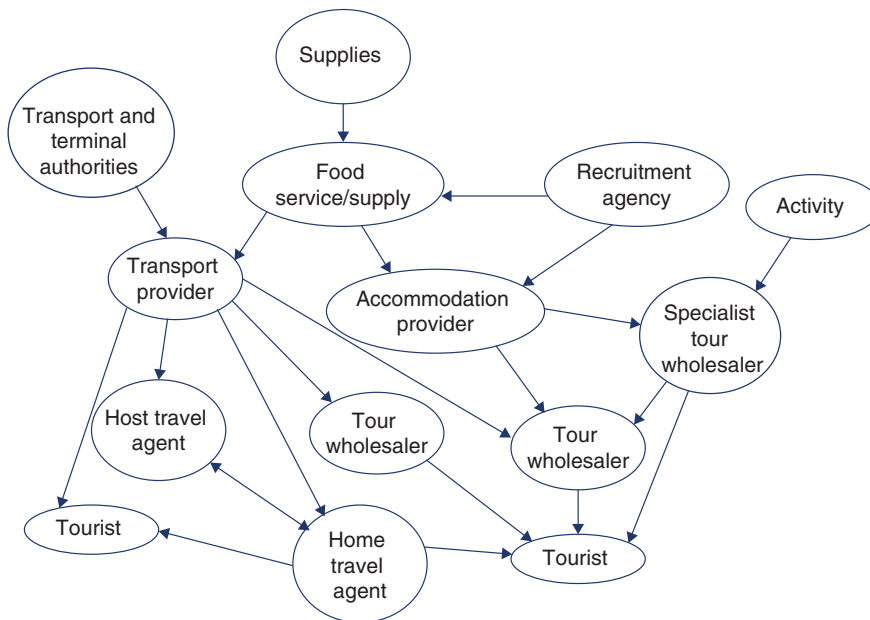 Supplies
Transport and
terminal
authorities
Food
service/supply
Recruitment
agency
Activity
Transport
provider
Accommodation
provider
Specialist
tour
wholesaler
Host travel
agent
Tour
wholesaler
Tour
wholesaler
Tourist
Home
travel
agent
Tourist